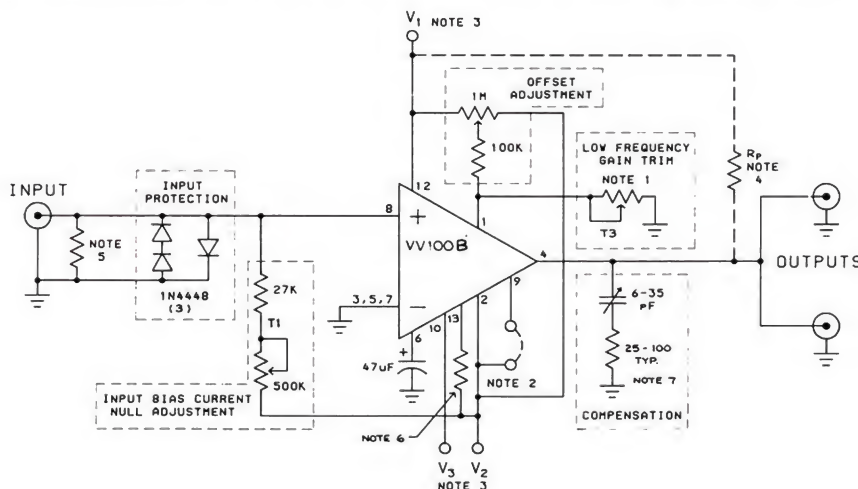 V1 NOTE 3
OFFSET
ADJUSTMENT
1M
100K
LOW FREQUENCY
GAIN TRIM
NOTE 1
T3
RP
NOTE
4
INPUT
INPUT
PROTECTION
NOTE
5
1N4448
(3)
12
8
+
VV100B
1
4
3,5,7
−
6
10
13
2
9
27K
T1
500K
INPUT BIAS CURRENT
NULL ADJUSTMENT
+
47uF
NOTE 2
NOTE 6
OUTPUTS
6-35
pF
25-100
TYP.
NOTE 7
COMPENSATION
V3 V2
NOTE 3